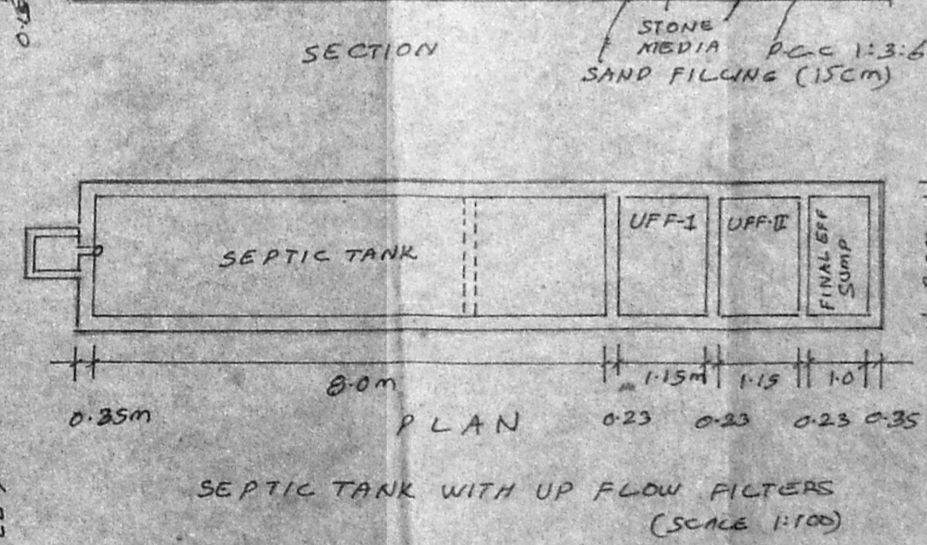 SECTION
STONE
MEDIA
P.C.C 1:3:6
SAND FILLING (15cm)
UFF-I
UFF-II
FINAL EFF
SUMP
SEPTIC TANK
8.0m
1.15m
1.15
1.0
0.35m
PLAN
0.23
0.23
0.23
0.35
SEPTIC TANK WITH UP FLOW FILTERS
(SCALE 1:100)